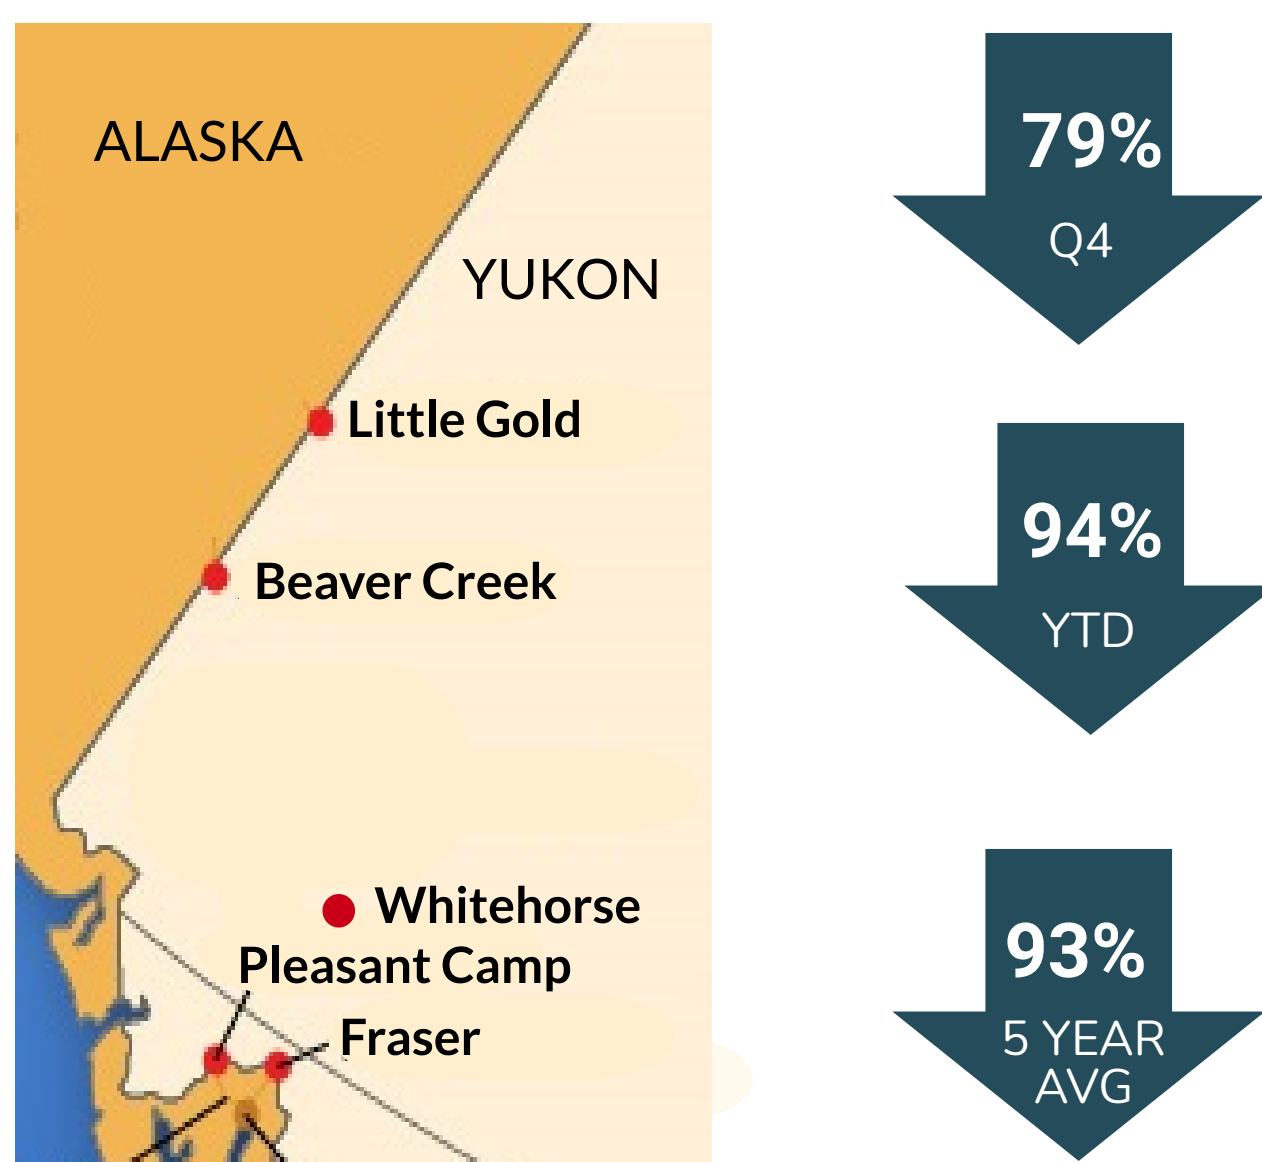 ALASKA
YUKON
Little Gold
Beaver Creek
Whitehorse
Pleasant Camp
Fraser
79%
Q4
94%
YTD
93%
5 YEAR
AVG